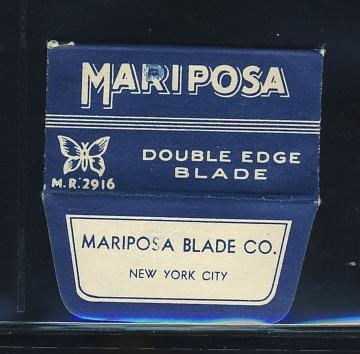 MARIPOSA
DOUBLE EDGE
BLADE
M.R.2916
MARIPOSA BLADE CO.
NEW YORK CITY